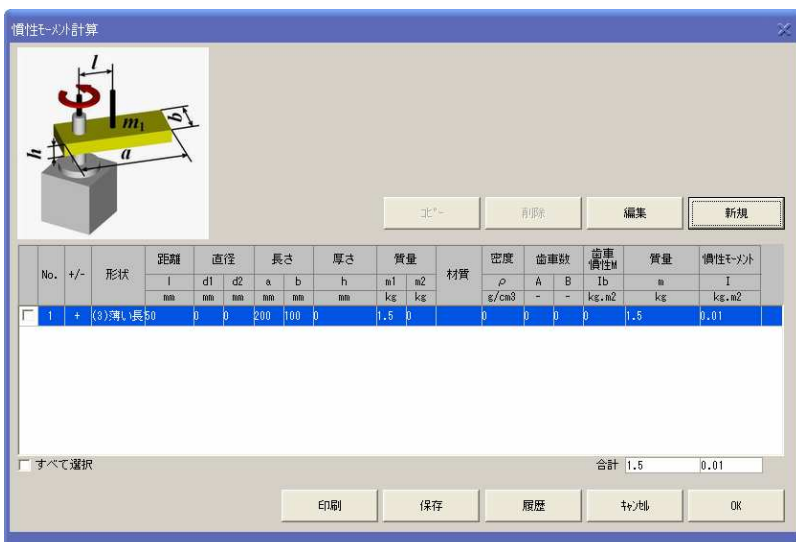 慣性ﾓｰﾒﾝﾄ計算
l
m1
b
h
a
ｺﾋﾟｰ 削除 編集 新規
No. +/- 形状 距離 直径 長さ 厚さ 質量 材質 密度 歯車数 歯車慣性M 質量 慣性ﾓｰﾒﾝﾄ
l d1 d2 a b h m1 m2 ρ A B Ib m I
mm mm mm mm mm mm kg kg g/cm3 - - kg.m2 kg kg.m2
1 + (3)薄い長 50 0 0 200 100 0 1.5 0 0 0 0 0 1.5 0.01
すべて選択 合計 1.5 0.01
印刷 保存 履歴 ｷｬﾝｾﾙ OK